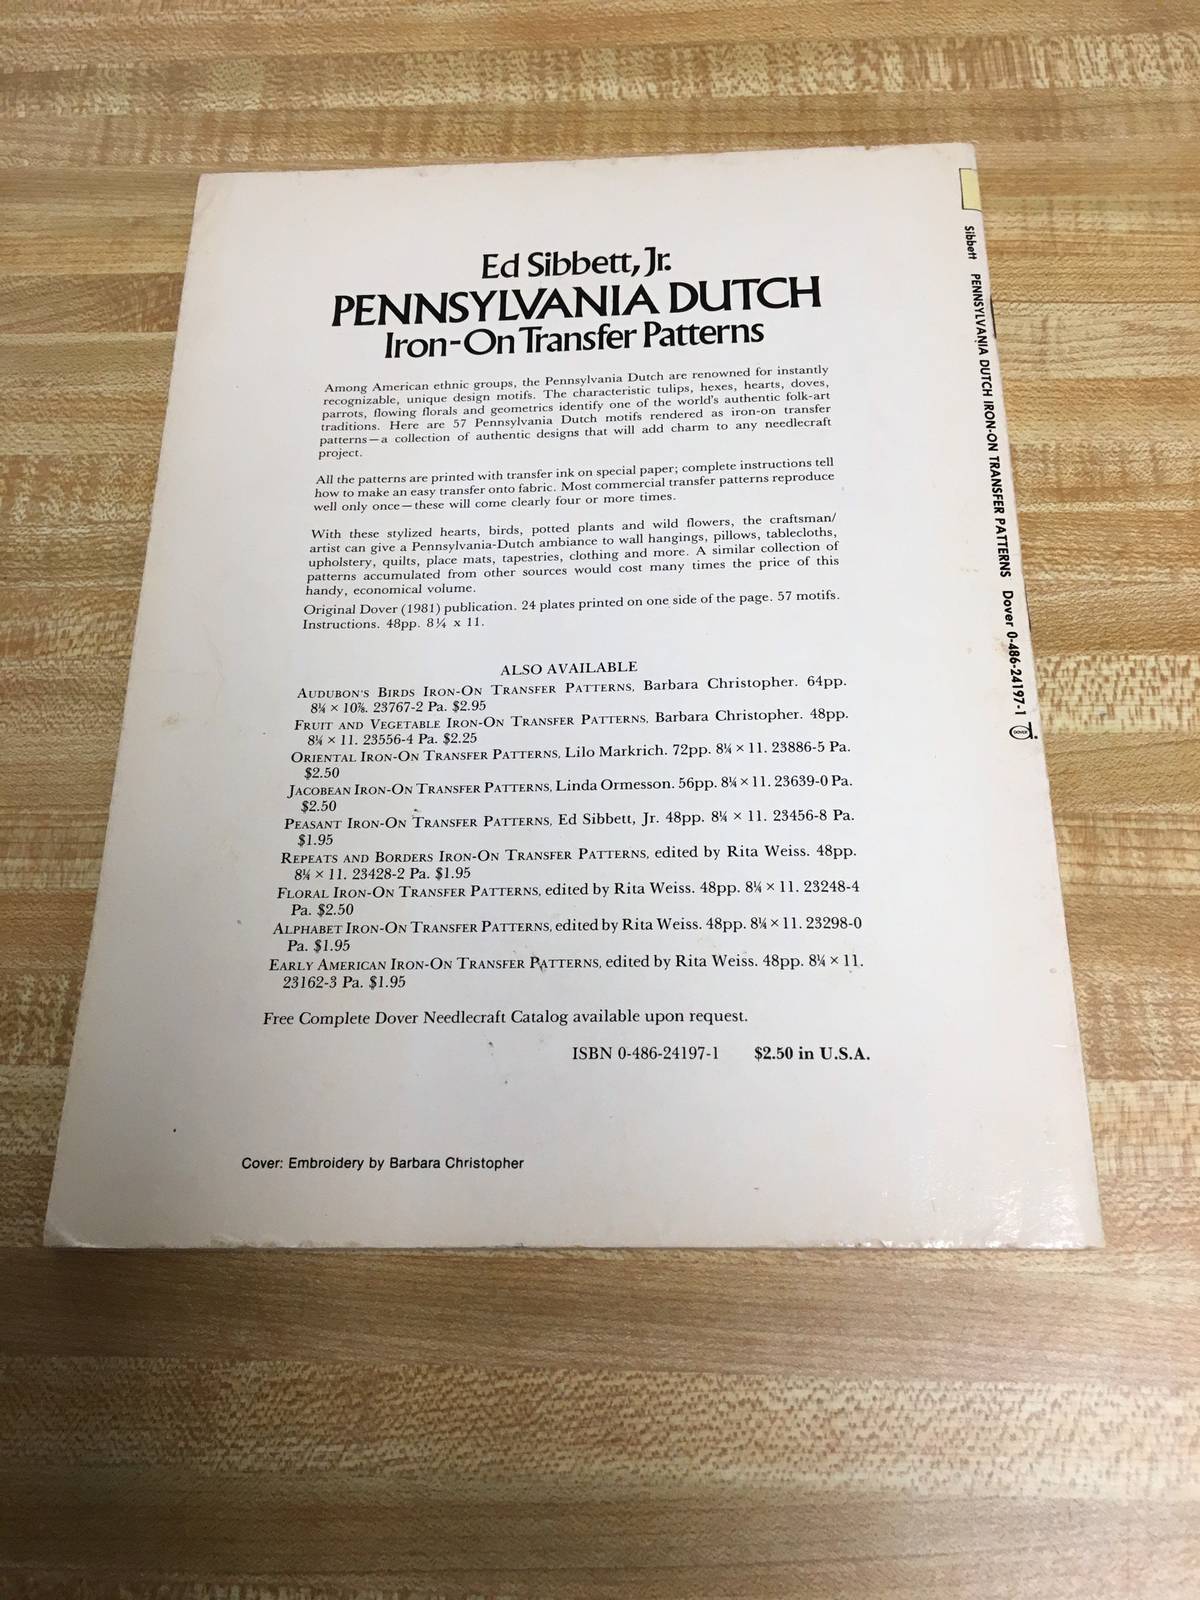 Ed Sibbett, Jr.
PENNSYLVANIA DUTCH
Iron-On Transfer Patterns
Among American ethnic groups, the Pennsylvania Dutch are renowned for instantly
recognizable, unique design motifs. The characteristic tulips, hexes, hearts, doves,
parrots, flowing florals and geometrics identify one of the world's authentic folk-art
traditions. Here are 57 Pennsylvania Dutch motifs rendered as iron-on transfer
patterns—a collection of authentic designs that will add charm to any needlecraft
project.
All the patterns are printed with transfer ink on special paper; complete instructions tell
how to make an easy transfer onto fabric. Most commercial transfer patterns reproduce
well only once—these will come clearly four or more times.
With these stylized hearts, birds, potted plants and wild flowers, the craftsman/
artist can give a Pennsylvania-Dutch ambiance to wall hangings, pillows, tablecloths,
upholstery, quilts, place mats, tapestries, clothing and more. A similar collection of
patterns accumulated from other sources would cost many times the price of this
handy, economical volume.
Original Dover (1981) publication. 24 plates printed on one side of the page. 57 motifs.
Instructions. 48pp. 8¼ x 11.
ALSO AVAILABLE
AUDUBON'S BIRDS IRON-ON TRANSFER PATTERNS, Barbara Christopher. 64pp.
8¼ × 10⅞. 23767-2 Pa. $2.95
FRUIT AND VEGETABLE IRON-ON TRANSFER PATTERNS, Barbara Christopher. 48pp.
8¼ × 11. 23556-4 Pa. $2.25
ORIENTAL IRON-ON TRANSFER PATTERNS, Lilo Markrich. 72pp. 8¼ × 11. 23886-5 Pa.
$2.50
JACOBEAN IRON-ON TRANSFER PATTERNS, Linda Ormesson. 56pp. 8¼ × 11. 23639-0 Pa.
$2.50
PEASANT IRON-ON TRANSFER PATTERNS, Ed Sibbett, Jr. 48pp. 8¼ × 11. 23456-8 Pa.
$1.95
REPEATS AND BORDERS IRON-ON TRANSFER PATTERNS, edited by Rita Weiss. 48pp.
8¼ × 11. 23428-2 Pa. $1.95
FLORAL IRON-ON TRANSFER PATTERNS, edited by Rita Weiss. 48pp. 8¼ × 11. 23248-4
Pa. $2.50
ALPHABET IRON-ON TRANSFER PATTERNS, edited by Rita Weiss. 48pp. 8¼ × 11. 23298-0
Pa. $1.95
EARLY AMERICAN IRON-ON TRANSFER PATTERNS, edited by Rita Weiss. 48pp. 8¼ × 11.
23162-3 Pa. $1.95
Free Complete Dover Needlecraft Catalog available upon request.
ISBN 0-486-24197-1 $2.50 in U.S.A.
Cover: Embroidery by Barbara Christopher
Sibbett PENNSYLVANIA DUTCH IRON-ON TRANSFER PATTERNS Dover 0-486-24197-1 DOVER